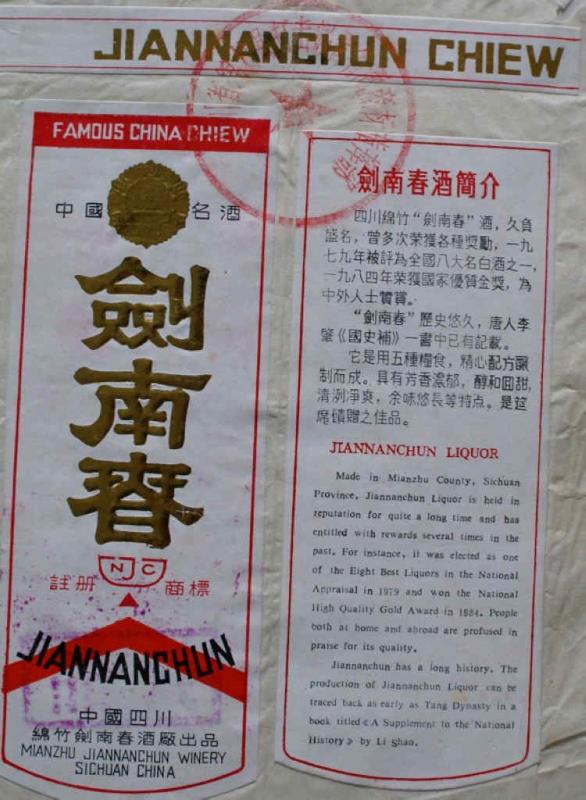 JIANNANCHUN CHIEW
FAMOUS CHINA CHIEW
中國 名酒
劍南春
NJC
註册 商標
JIANNANCHUN
中國四川
綿竹劍南春酒廠出品
MIANZHU JIANNANCHUN WINERY
SICHUAN CHINA
劍南春酒簡介
四川綿竹“劍南春”酒，久負
盛名，曾多次榮獲各種獎勵，一九
七九年被評為全國八大名白酒之一，
一九八四年榮獲國家優質金獎，為
中外人士贊賞。
“劍南春”歷史悠久，唐人李
肇《國史補》一書中已有記載。
它是用五種糧食，精心配方釀
制而成。具有芳香濃郁，醇和回甜，
清洌淨爽，余味悠長等特点。是筵
席饋贈之佳品。
JIANNANCHUN LIQUOR
Made in Mianzhu County, Sichuan
Province, Jiannanchun Liquor is held in
reputation for quite a long time and has
entitled with rewards several times in the
past. For instance, it was elected as one
of the Eight Best Liquors in the National
Appraisal in 1979 and won the National
High Quality Gold Award in 1984. People
both at home and abroad are profused in
praise for its quality.
Jiannanchun has a long history. The
production of Jiannanchun Liquor can be
traced back as early as Tang Dynasty in a
book titled《A Supplement to the National
History》by Li Shao.